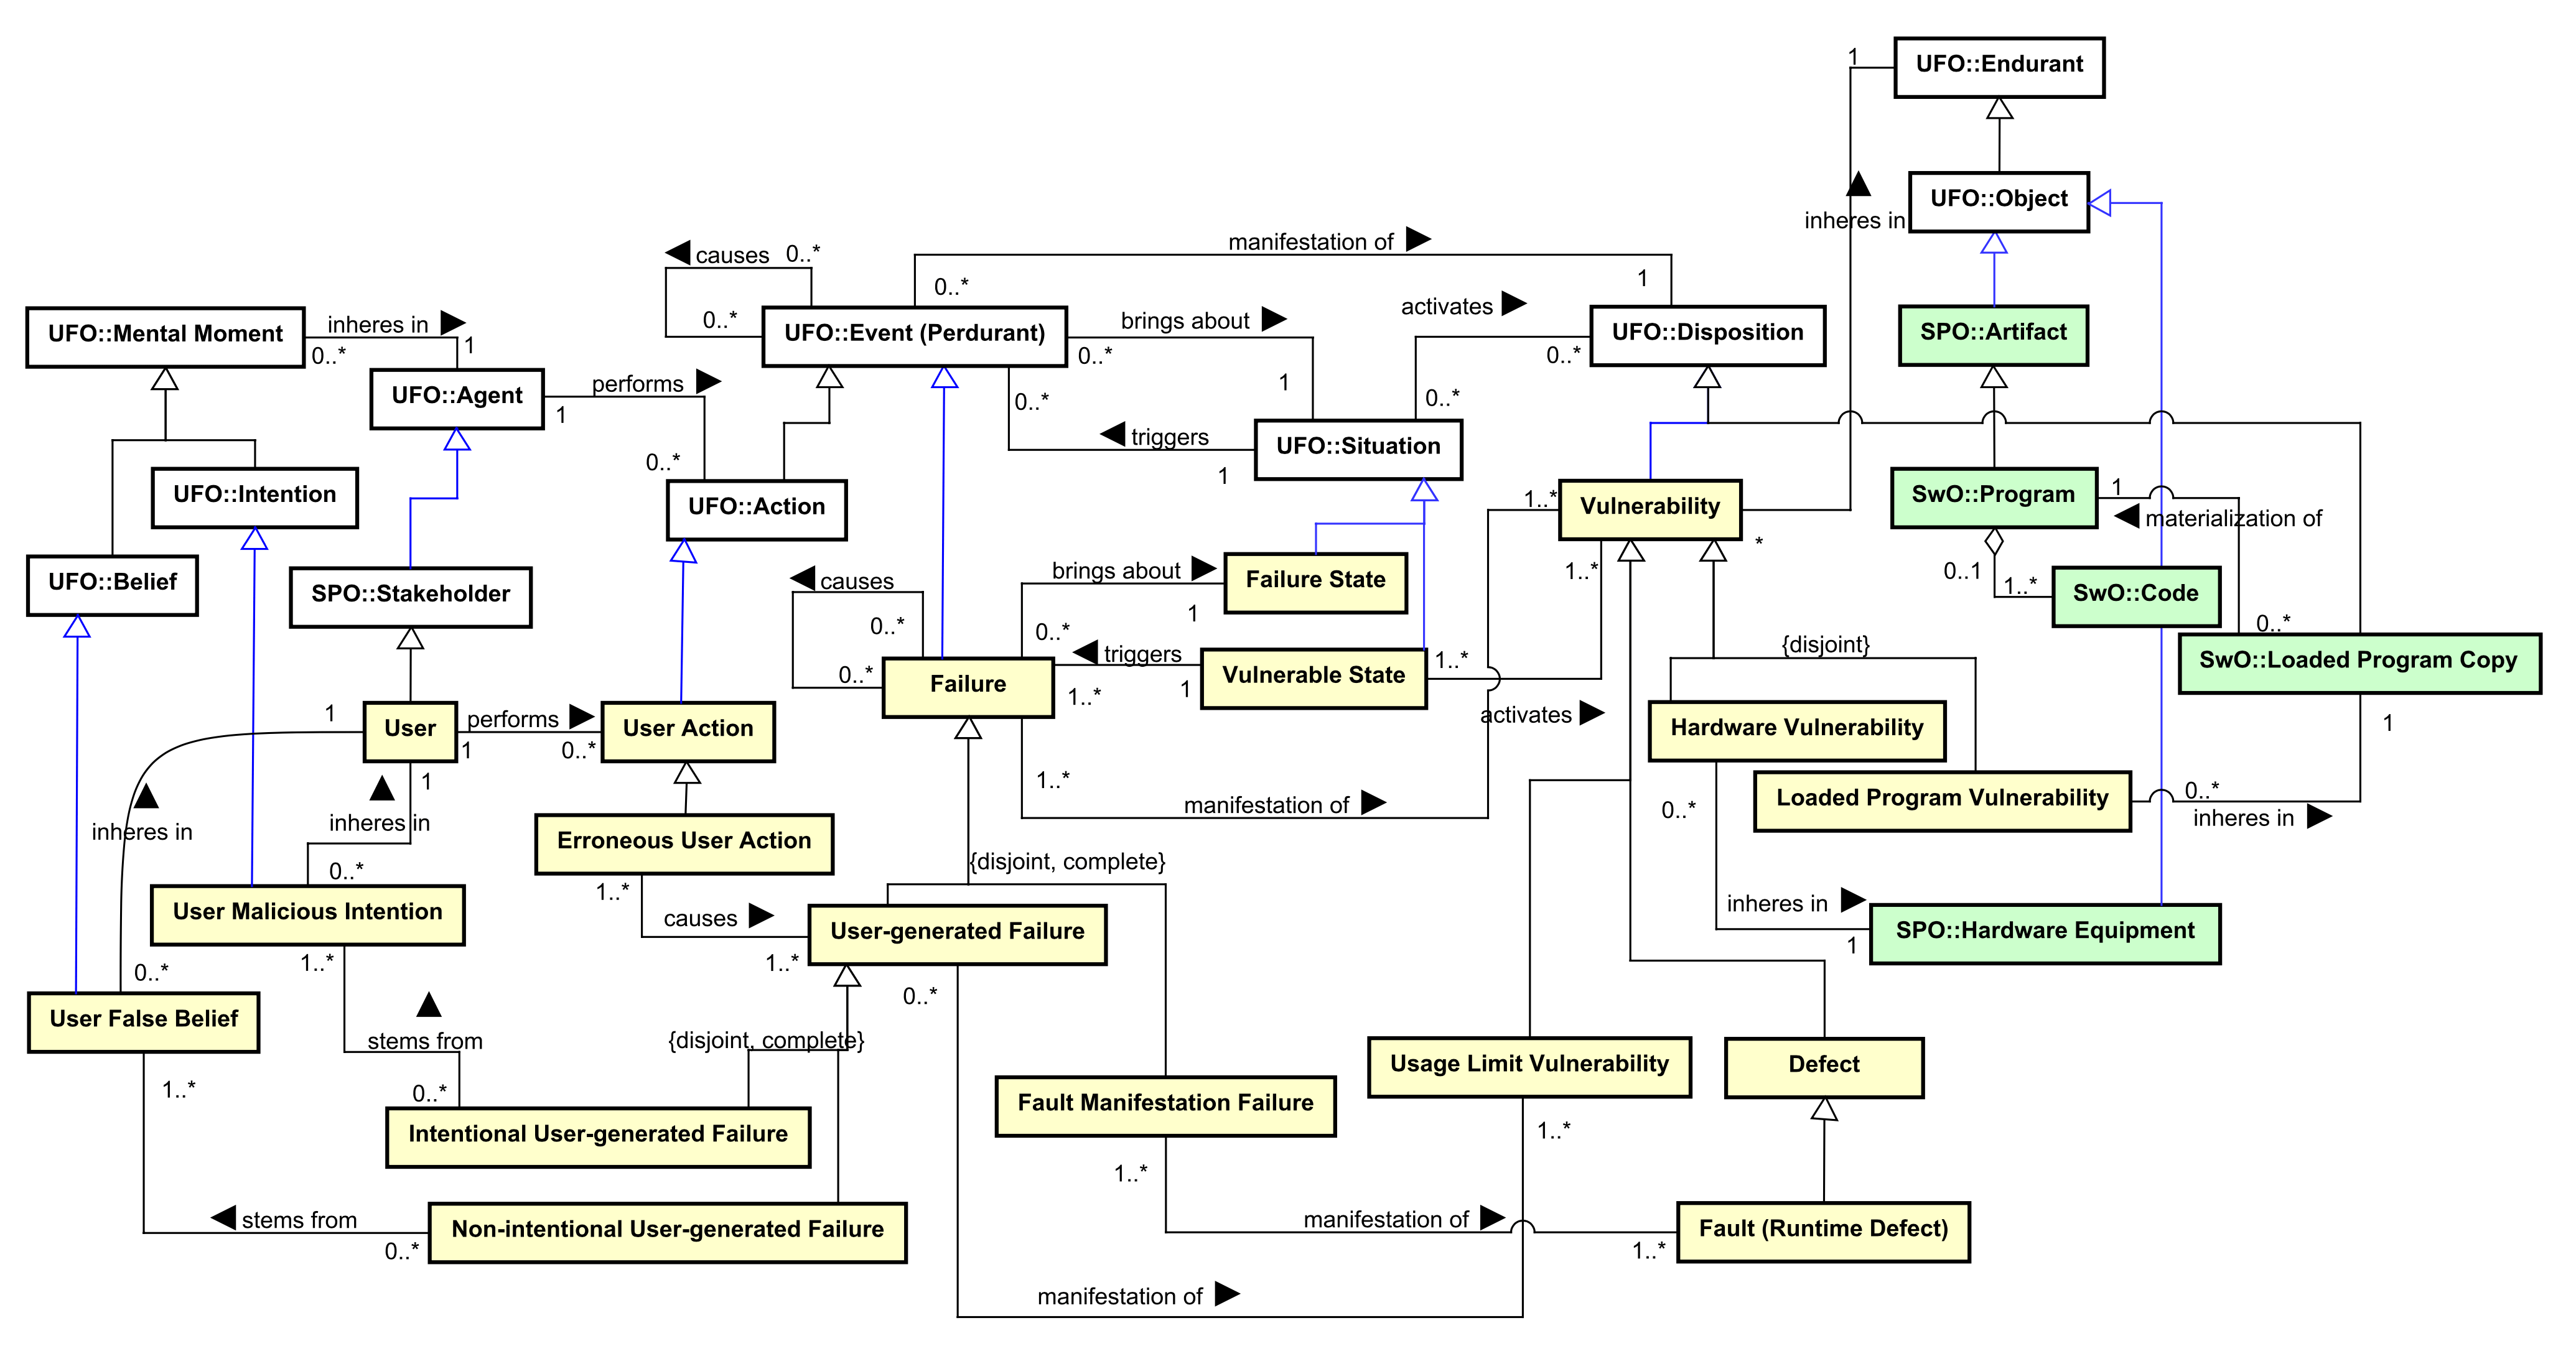 1
UFO::Endurant
UFO::Object
inheres in
causes
0..*
manifestation of
0..*
1
activates
UFO::Mental Moment
inheres in
0..*
1
0..*
UFO::Event (Perdurant)
brings about
0..*
1
UFO::Disposition
0..*
SPO::Artifact
UFO::Agent
performs
1
0..*
0..*
triggers
1
0..*
UFO::Situation
UFO::Intention
UFO::Action
1..*
Vulnerability
*
SwO::Program
1
materialization of
UFO::Belief
SPO::Stakeholder
causes
0..*
0..*
brings about
0..*
1
Failure State
1..*
0..1
1..*
SwO::Code
0..*
{disjoint}
SwO::Loaded Program Copy
1
Failure
triggers
1..*
1
Vulnerable State
1..*
activates
1
User
performs
1
0..*
User Action
Hardware Vulnerability
Loaded Program Vulnerability
0..*
inheres in
inheres in
1
inheres in
0..*
1..*
manifestation of
0..*
Erroneous User Action
1..*
causes
1..*
{disjoint, complete}
User Malicious Intention
User-generated Failure
inheres in
1
SPO::Hardware Equipment
0..*
1..*
0..*
User False Belief
stems from
{disjoint, complete}
1..*
0..*
Usage Limit Vulnerability
Defect
Intentional User-generated Failure
Fault Manifestation Failure
1..*
1..*
stems from
0..*
Non-intentional User-generated Failure
manifestation of
1..*
Fault (Runtime Defect)
manifestation of